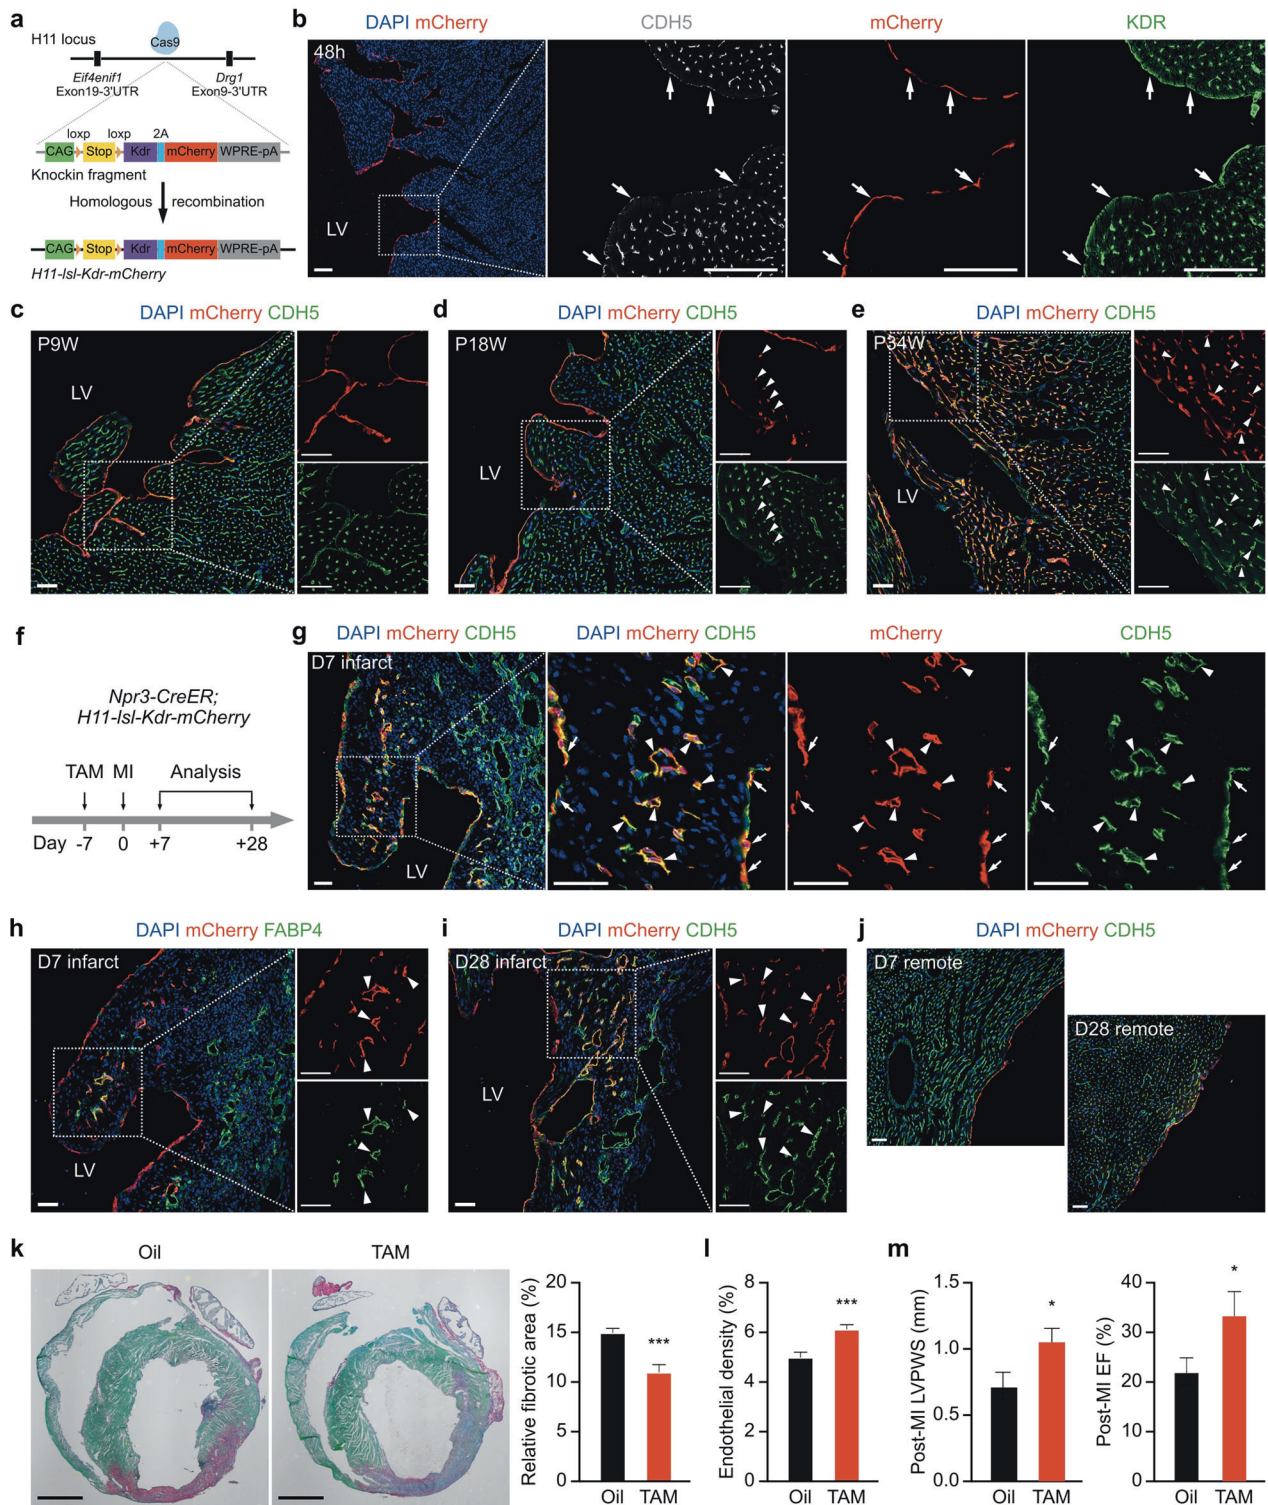 a
H11 locus
Cas9
Eif4enif1
Exon19-3'UTR
Drg1
Exon9-3'UTR
loxp loxp 2A
CAG Stop Kdr mCherry WPRE-pA
Knockin fragment
Homologous recombination
CAG Stop Kdr mCherry WPRE-pA
H11-lsl-Kdr-mCherry
b
DAPI mCherry CDH5 mCherry KDR
48h
LV
c
DAPI mCherry CDH5
P9W
LV
d
DAPI mCherry CDH5
P18W
LV
e
DAPI mCherry CDH5
P34W
LV
f
Npr3-CreER;
H11-lsl-Kdr-mCherry
TAM MI Analysis
Day -7 0 +7 +28
g
DAPI mCherry CDH5 DAPI mCherry CDH5 mCherry CDH5
D7 infarct
LV
h
DAPI mCherry FABP4
D7 infarct
LV
i
DAPI mCherry CDH5
D28 infarct
LV
j
DAPI mCherry CDH5
D7 remote
D28 remote
k
Oil TAM
Relative fibrotic area (%)
20
15
10
5
0
***
Oil TAM
l
Endothelial density (%)
8
6
4
2
0
***
Oil TAM
m
Post-MI LVPWS (mm)
1.5
1.0
0.5
0.0
*
Oil TAM
Post-MI EF (%)
40
30
20
10
0
*
Oil TAM